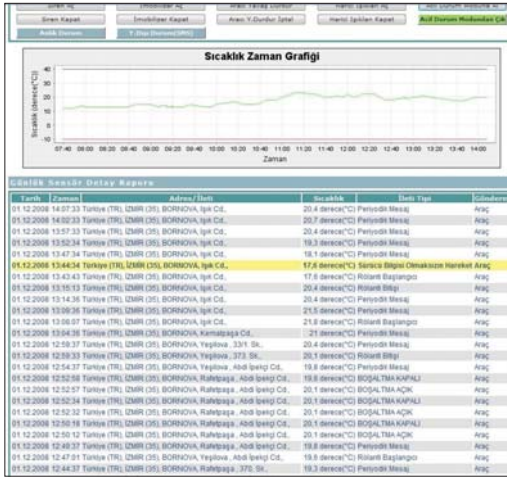 Siren Aç İmobilizer Aç Aracı Yavaş Durdur Harici Işıkları Aç Acil Durum Moduna Al
Siren Kapat İmobilizer Kapat Aracı Y.Durdur İptal Harici Işıkları Kapat Acil Durum Modundan Çık
Anlık Durum Y.Dışı Durum(SMS)
Sıcaklık Zaman Grafiği
Sıcaklık (derece(°C))
40
30
20
10
5
-10
07:40 08:00 08:20 08:40 09:00 09:20 09:40 10:00 10:20 10:40 11:00 11:20 11:40 12:00 12:20 12:40 13:00 13:20 13:40 14:00
Zaman
Günlük Sensör Detay Raporu
Tarih Zaman Adres/İleti Sıcaklık İleti Tipi Gönderen
01.12.2008 14:07:33 Türkiye (TR), İZMİR (35), BORNOVA, Işık Cd., 20,4 derece(°C) Periyodik Mesaj Araç
01.12.2008 14:02:33 Türkiye (TR), İZMİR (35), BORNOVA, Işık Cd., 20,7 derece(°C) Periyodik Mesaj Araç
01.12.2008 13:57:33 Türkiye (TR), İZMİR (35), BORNOVA, Işık Cd., 20,4 derece(°C) Periyodik Mesaj Araç
01.12.2008 13:52:34 Türkiye (TR), İZMİR (35), BORNOVA, Işık Cd., 19,3 derece(°C) Periyodik Mesaj Araç
01.12.2008 13:47:34 Türkiye (TR), İZMİR (35), BORNOVA, Işık Cd., 18,1 derece(°C) Periyodik Mesaj Araç
01.12.2008 13:44:34 Türkiye (TR), İZMİR (35), BORNOVA, Işık Cd., 17,6 derece(°C) Sürücü Bilgisi Olmaksızın Hareket Araç
01.12.2008 13:43:43 Türkiye (TR), İZMİR (35), BORNOVA, Işık Cd., 17,6 derece(°C) Rölanti Başlangıcı Araç
01.12.2008 13:15:13 Türkiye (TR), İZMİR (35), BORNOVA, Işık Cd., 20,4 derece(°C) Rölanti Bitişi Araç
01.12.2008 13:14:36 Türkiye (TR), İZMİR (35), BORNOVA, Işık Cd., 20,4 derece(°C) Periyodik Mesaj Araç
01.12.2008 13:09:36 Türkiye (TR), İZMİR (35), BORNOVA, Işık Cd., 21,5 derece(°C) Periyodik Mesaj Araç
01.12.2008 13:08:07 Türkiye (TR), İZMİR (35), BORNOVA, Işık Cd., 21,8 derece(°C) Rölanti Başlangıcı Araç
01.12.2008 13:04:36 Türkiye (TR), İZMİR (35), BORNOVA, Kemalpaşa Cd., 21 derece(°C) Periyodik Mesaj Araç
01.12.2008 12:59:37 Türkiye (TR), İZMİR (35), BORNOVA, Yeşilova , 33/1. Sk., 20,4 derece(°C) Periyodik Mesaj Araç
01.12.2008 12:59:33 Türkiye (TR), İZMİR (35), BORNOVA, Yeşilova , 373. Sk., 20,1 derece(°C) Rölanti Bitişi Araç
01.12.2008 12:54:37 Türkiye (TR), İZMİR (35), BORNOVA, Yeşilova , Abdi İpekçi Cd., 19,8 derece(°C) Periyodik Mesaj Araç
01.12.2008 12:52:58 Türkiye (TR), İZMİR (35), BORNOVA, Rafetpaşa , Abdi İpekçi Cd., 19,8 derece(°C) BOŞALTMA KAPALI Araç
01.12.2008 12:52:57 Türkiye (TR), İZMİR (35), BORNOVA, Rafetpaşa , Abdi İpekçi Cd., 20,1 derece(°C) BOŞALTMA AÇIK Araç
01.12.2008 12:52:34 Türkiye (TR), İZMİR (35), BORNOVA, Rafetpaşa , Abdi İpekçi Cd., 20,1 derece(°C) BOŞALTMA KAPALI Araç
01.12.2008 12:52:32 Türkiye (TR), İZMİR (35), BORNOVA, Rafetpaşa , Abdi İpekçi Cd., 20,1 derece(°C) BOŞALTMA AÇIK Araç
01.12.2008 12:50:18 Türkiye (TR), İZMİR (35), BORNOVA, Rafetpaşa , Abdi İpekçi Cd., 20,1 derece(°C) BOŞALTMA KAPALI Araç
01.12.2008 12:50:12 Türkiye (TR), İZMİR (35), BORNOVA, Rafetpaşa , Abdi İpekçi Cd., 20,1 derece(°C) BOŞALTMA AÇIK Araç
01.12.2008 12:49:37 Türkiye (TR), İZMİR (35), BORNOVA, Rafetpaşa , Abdi İpekçi Cd., 19,8 derece(°C) Periyodik Mesaj Araç
01.12.2008 12:47:01 Türkiye (TR), İZMİR (35), BORNOVA, Yeşilova , Abdi İpekçi Cd., 19,6 derece(°C) Rölanti Başlangıcı Araç
01.12.2008 12:44:37 Türkiye (TR), İZMİR (35), BORNOVA, Rafetpaşa , 370. Sk., 19,3 derece(°C) Periyodik Mesaj Araç